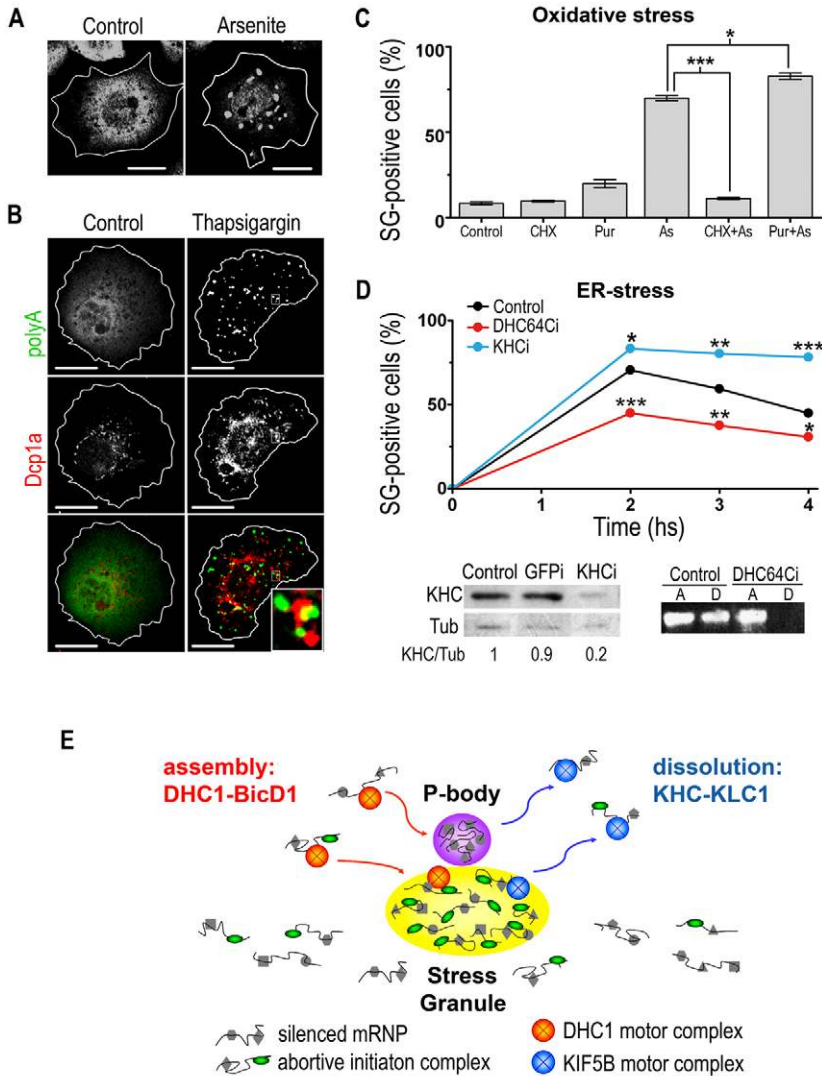 A
Control
Arsenite
B
Control
Thapsigargin
polyA
Dcp1a
C
Oxidative stress
SG-positive cells (%)
100
75
50
25
0
*
***
Control
CHX
Pur
As
CHX+As
Pur+As
D
ER-stress
SG-positive cells (%)
100
50
0
Control
DHC64Ci
KHCi
*
**
***
***
**
*
0
1
2
3
4
Time (hs)
Control GFPi KHCi
KHC
Tub
KHC/Tub 1 0.9 0.2
Control DHC64Ci
A D A D
E
assembly:
DHC1-BicD1
P-body
dissolution:
KHC-KLC1
Stress
Granule
silenced mRNP
abortive initiaton complex
DHC1 motor complex
KIF5B motor complex